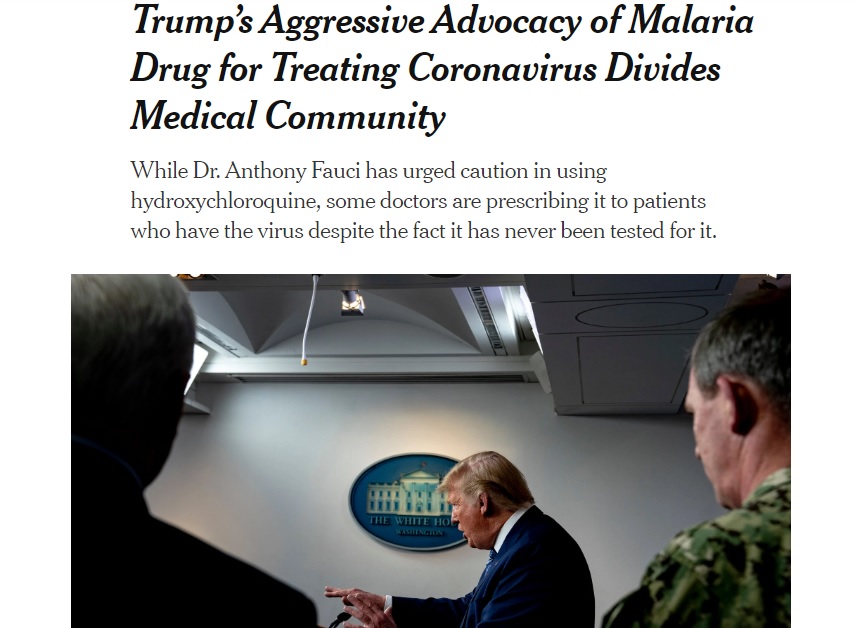 Trump’s Aggressive Advocacy of Malaria
Drug for Treating Coronavirus Divides
Medical Community
While Dr. Anthony Fauci has urged caution in using
hydroxychloroquine, some doctors are prescribing it to patients
who have the virus despite the fact it has never been tested for it.
THE WHITE HO
WASHINGTON